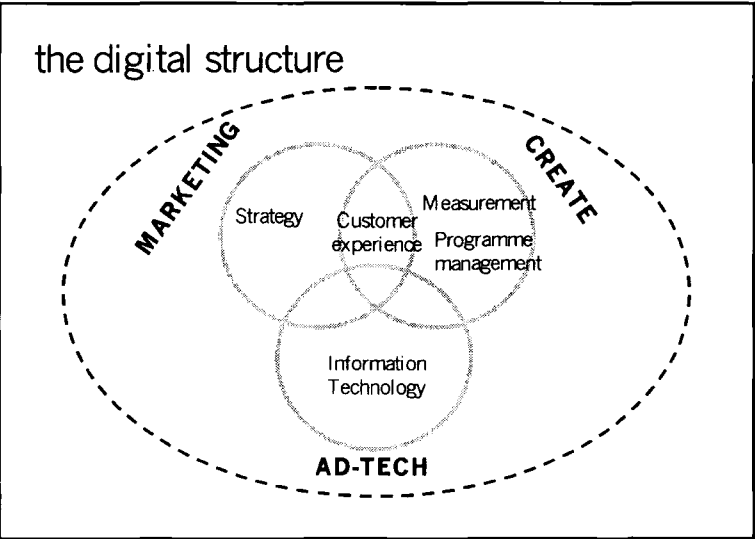 the digital structure
MARKETING
CREATE
Strategy
Customer
experience
Measurement
Programme
management
Information
Technology
AD-TECH